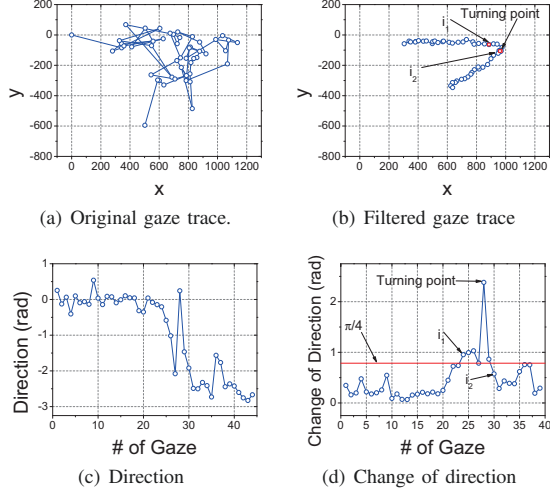 200
0
-200
-400
-600
-800
0 200 400 600 800 1000 1200
y
x
(a) Original gaze trace.
200
0
-200
-400
-600
-800
0 200 400 600 800 1000 1200
y
x
i1
Turning point
i2
(b) Filtered gaze trace
1
0
-1
-2
-3
0 10 20 30 40
Direction (rad)
# of Gaze
(c) Direction
2
1
0
0 5 10 15 20 25 30 35 40
Change of Direction (rad)
# of Gaze
Turning point
π/4
i1
i2
(d) Change of direction